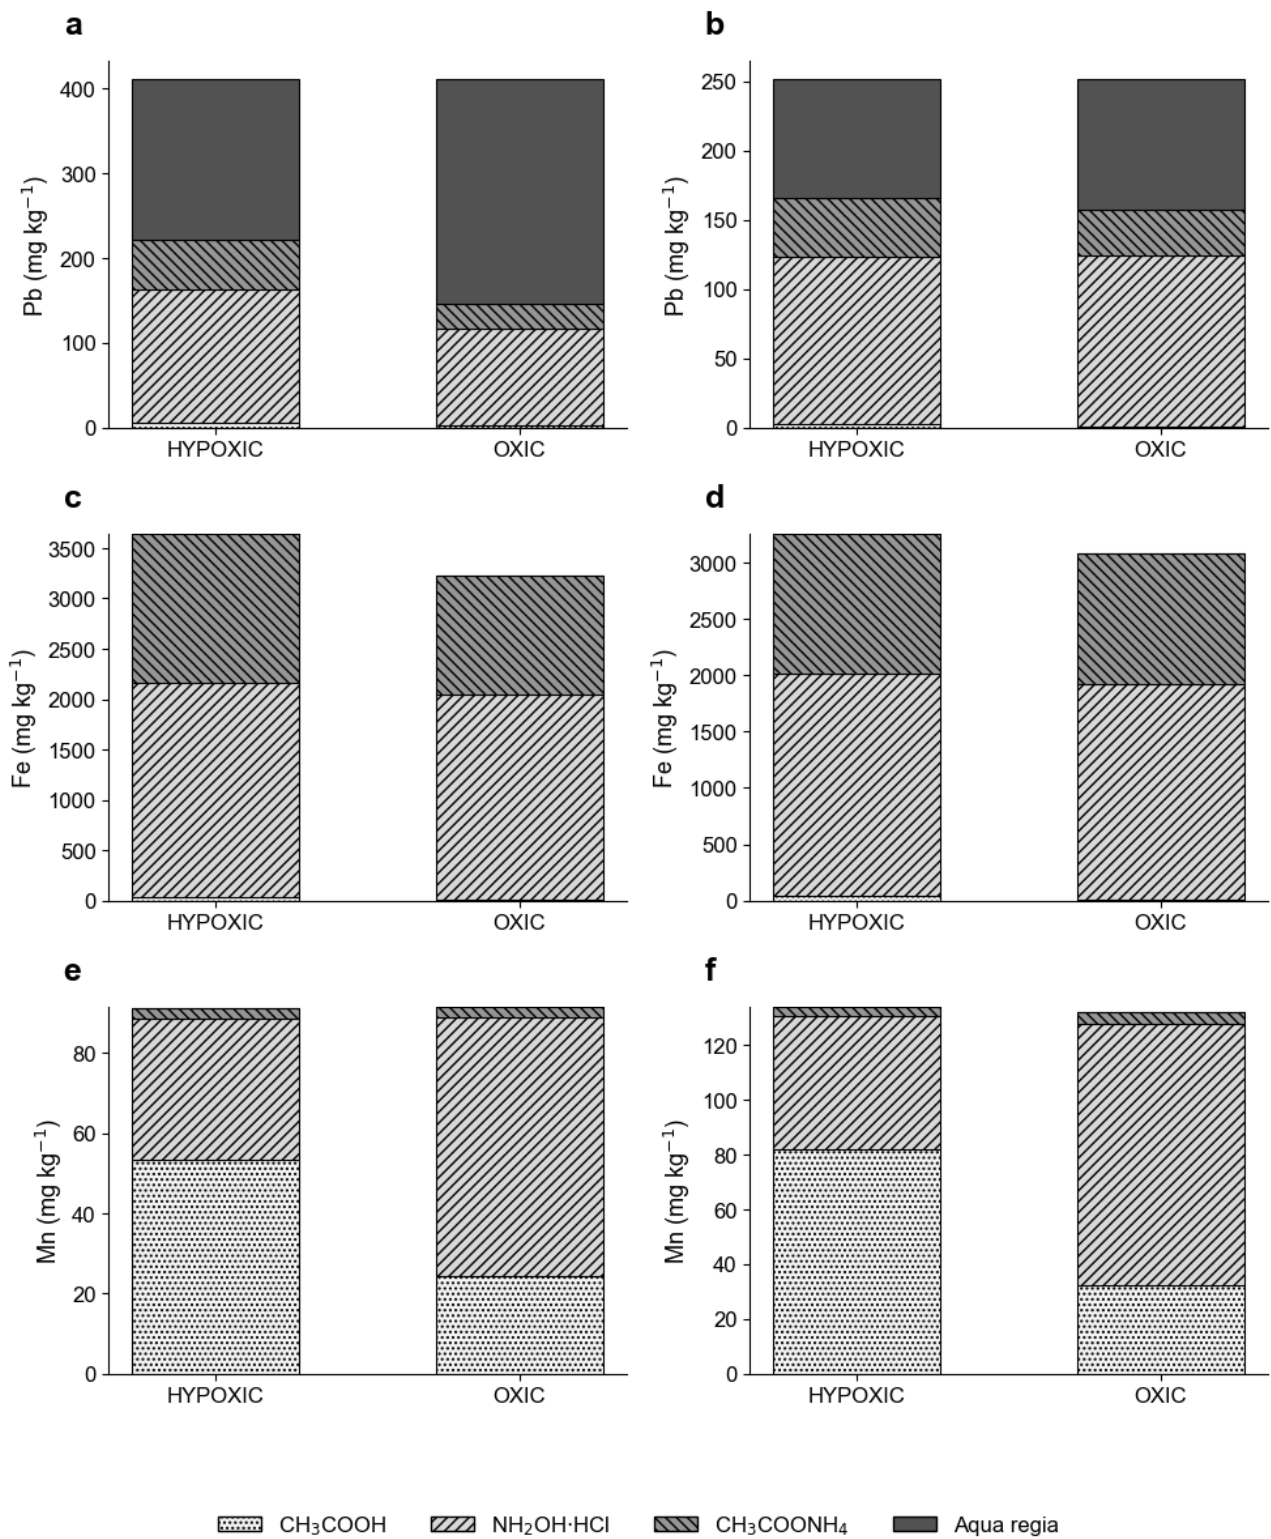 a
b
400
300
200
100
0
Pb (mg kg⁻¹)
HYPOXIC
OXIC
250
200
150
100
50
0
Pb (mg kg⁻¹)
HYPOXIC
OXIC
c
d
3500
3000
2500
2000
1500
1000
500
0
Fe (mg kg⁻¹)
HYPOXIC
OXIC
3000
2500
2000
1500
1000
500
0
Fe (mg kg⁻¹)
HYPOXIC
OXIC
e
f
80
60
40
20
0
Mn (mg kg⁻¹)
HYPOXIC
OXIC
120
100
80
60
40
20
0
Mn (mg kg⁻¹)
HYPOXIC
OXIC
CH₃COOH NH₂OH·HCl CH₃COONH₄ Aqua regia